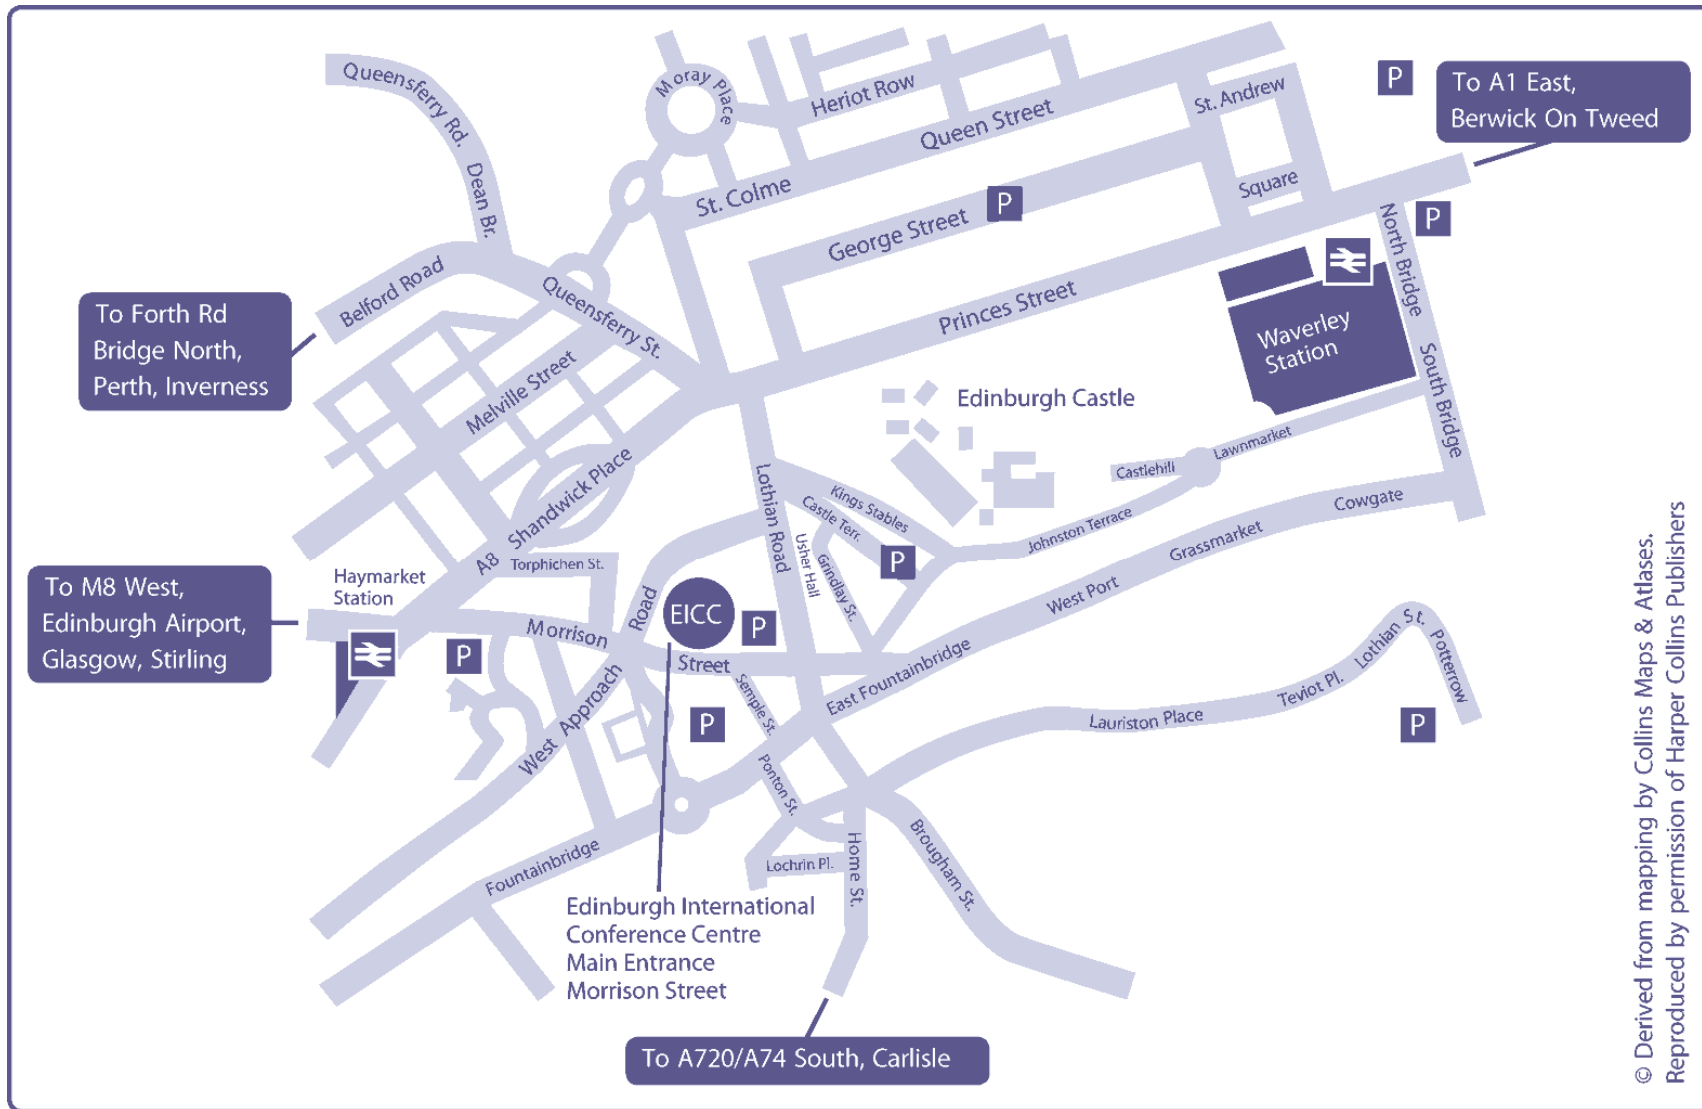 Queensferry Rd.
Dean Br.
Moray Place
Heriot Row
Queen Street
St. Colme
St. Andrew
Square
P
To A1 East,
Berwick On Tweed
George Street
P
P
North Bridge
South Bridge
Princes Street
Waverley
Station
Belford Road
Queensferry St.
Melville Street
To Forth Rd
Bridge North,
Perth, Inverness
Edinburgh Castle
Lawnmarket
Castlehill
Shandwick Place
A8
Lothian Road
Kings Stables
Castle Terr.
Usher Hall
Grindlay St.
P
Johnston Terrace
Cowgate
Grassmarket
West Port
East Fountainbridge
Haymarket
Station
Torphichen St.
To M8 West,
Edinburgh Airport,
Glasgow, Stirling
Morrison
Street
Road
West Approach
EICC
P
P
P
Semple St.
Ponton St.
Lothian St.
Potterrow
Teviot Pl.
Lauriston Place
P
Fountainbridge
Lochrin Pl.
Home St.
Brougham St.
Edinburgh International
Conference Centre
Main Entrance
Morrison Street
To A720/A74 South, Carlisle
© Derived from mapping by Collins Maps & Atlases.
Reproduced by permission of Harper Collins Publishers